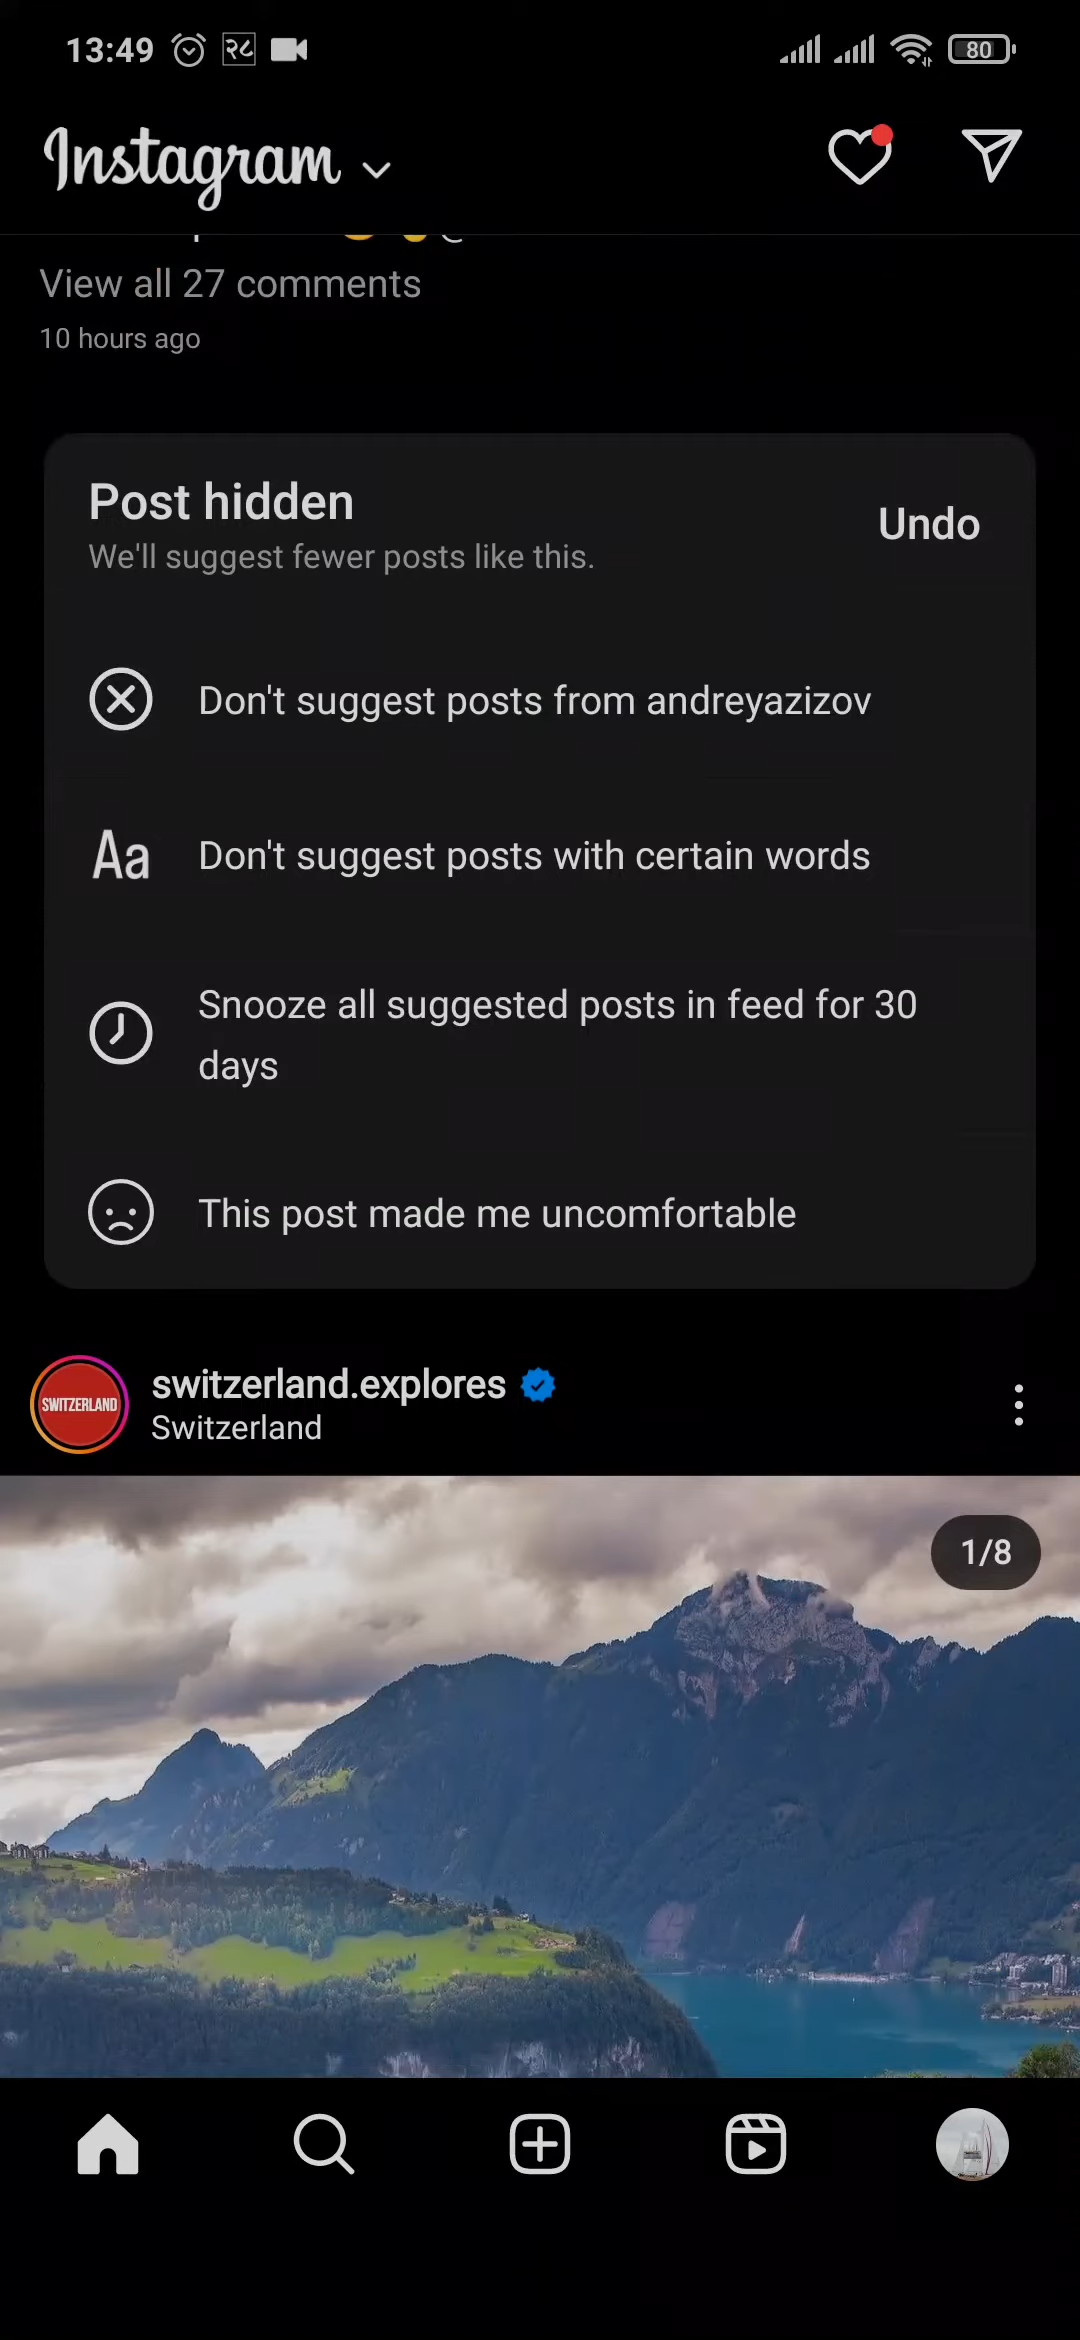 13:49 २८ 80
Instagram
View all 27 comments
10 hours ago
Post hidden
Undo
We'll suggest fewer posts like this.
Don't suggest posts from andreyazizov
Aa Don't suggest posts with certain words
Snooze all suggested posts in feed for 30
days
This post made me uncomfortable
SWITZERLAND
switzerland.explores
Switzerland
1/8